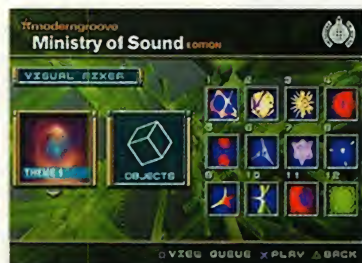 moderngroove
Ministry of Sound EDITION
VISUAL MIXER
1 2 3 4
5 6 7 8
9 10 11 12
THEME 1
OBJECTS
□ VIEW QUEUE X PLAY △ BACK